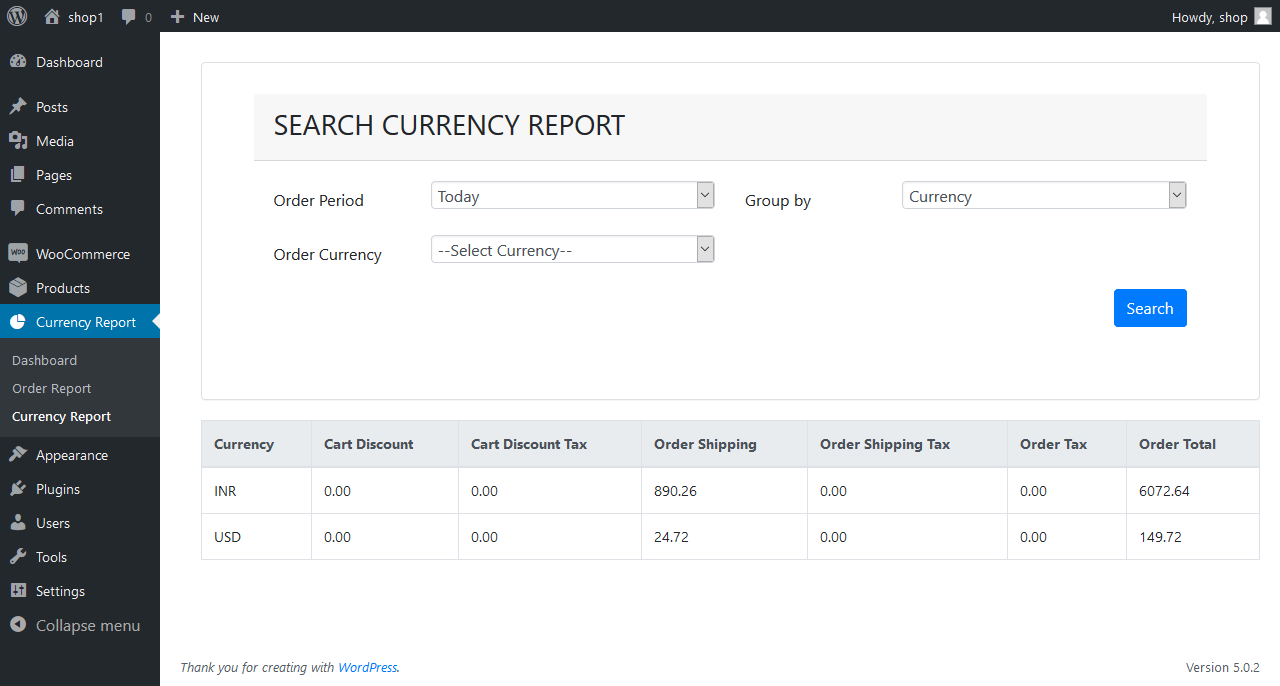 shop1 0 New Howdy, shop
Dashboard
Posts
Media
Pages
Comments
WooCommerce
Products
Currency Report
Dashboard
Order Report
Currency Report
Appearance
Plugins
Users
Tools
Settings
Collapse menu
SEARCH CURRENCY REPORT
Order Period Today Group by Currency
Order Currency --Select Currency--
Search
Currency Cart Discount Cart Discount Tax Order Shipping Order Shipping Tax Order Tax Order Total
INR 0.00 0.00 890.26 0.00 0.00 6072.64
USD 0.00 0.00 24.72 0.00 0.00 149.72
Thank you for creating with WordPress. Version 5.0.2